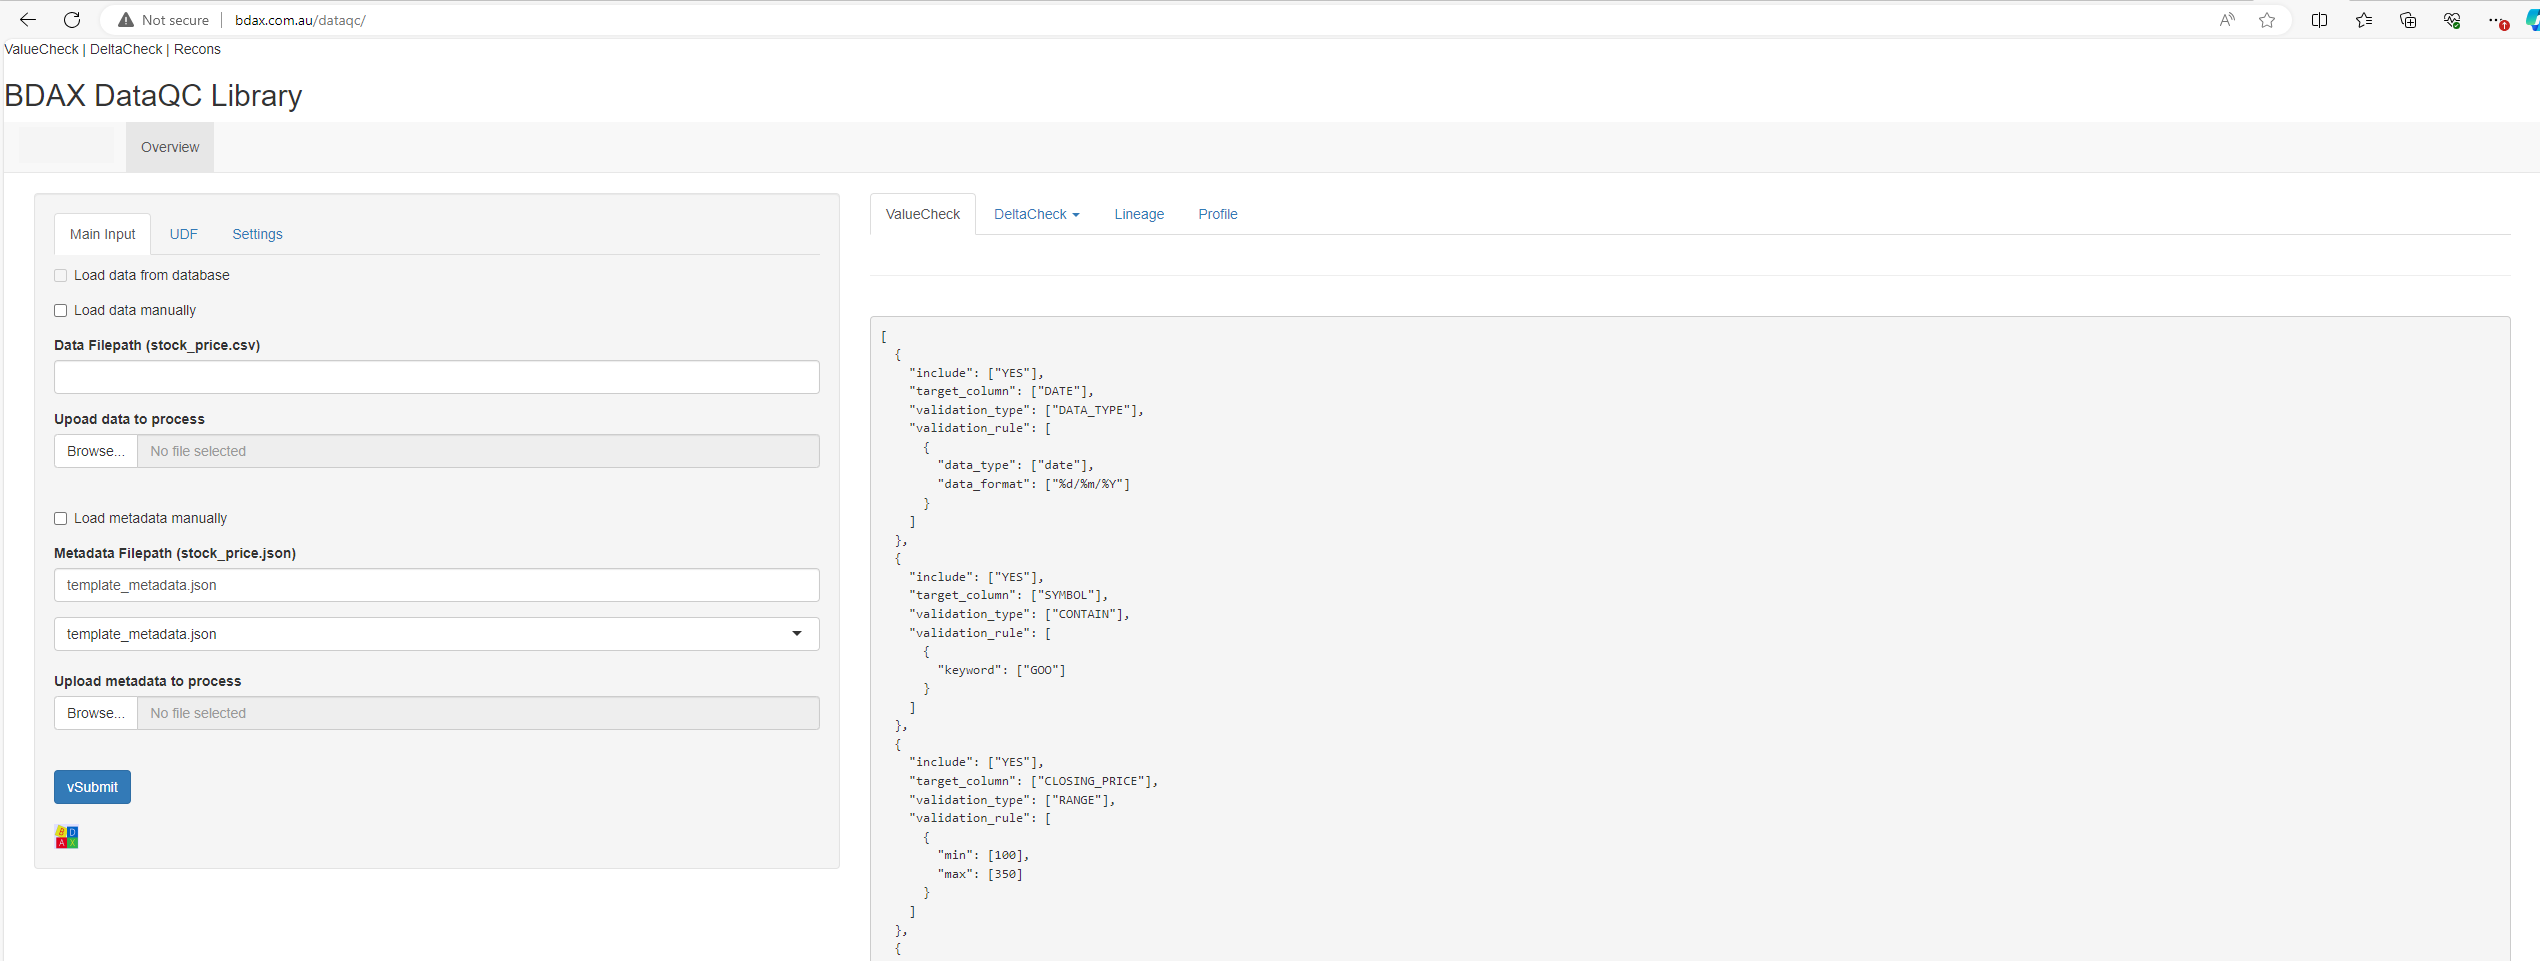 Not secure | bdax.com.au/dataqc/
ValueCheck | DeltaCheck | Recons
BDAX DataQC Library
Overview
Main Input UDF Settings
Load data from database
Load data manually
Data Filepath (stock_price.csv)
Upoad data to process
Browse... No file selected
Load metadata manually
Metadata Filepath (stock_price.json)
template_metadata.json
template_metadata.json
Upload metadata to process
Browse... No file selected
vSubmit
B D
A X
ValueCheck DeltaCheck Lineage Profile
[
{
"include": ["YES"],
"target_column": ["DATE"],
"validation_type": ["DATA_TYPE"],
"validation_rule": [
{
"data_type": ["date"],
"data_format": ["%d/%m/%Y"]
}
]
},
{
"include": ["YES"],
"target_column": ["SYMBOL"],
"validation_type": ["CONTAIN"],
"validation_rule": [
{
"keyword": ["GOO"]
}
]
},
{
"include": ["YES"],
"target_column": ["CLOSING_PRICE"],
"validation_type": ["RANGE"],
"validation_rule": [
{
"min": [100],
"max": [350]
}
]
},
{